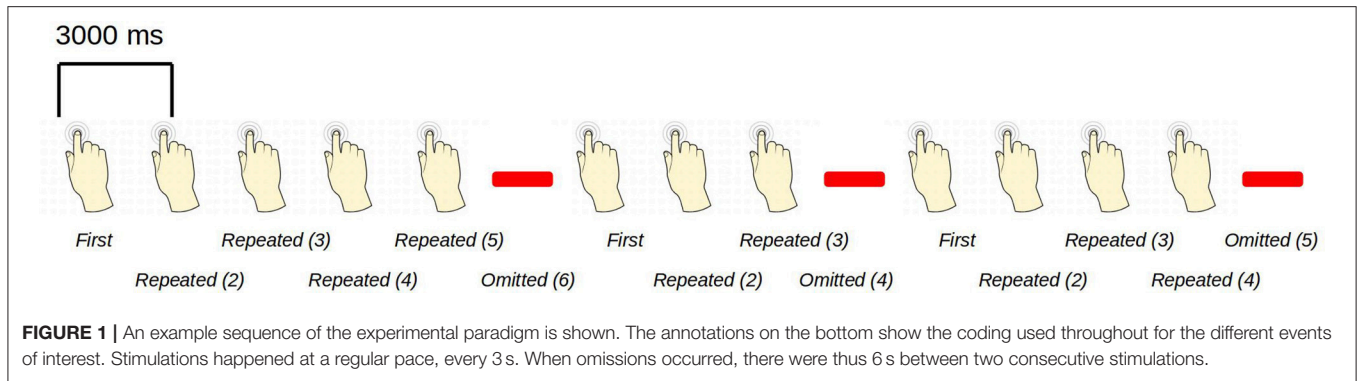 3000 ms
First Repeated (3) Repeated (5) First Repeated (3) First Repeated (3) Omitted (5)
Repeated (2) Repeated (4) Omitted (6) Repeated (2) Omitted (4) Repeated (2) Repeated (4)
FIGURE 1 | An example sequence of the experimental paradigm is shown. The annotations on the bottom show the coding used throughout for the different events
of interest. Stimulations happened at a regular pace, every 3 s. When omissions occurred, there were thus 6 s between two consecutive stimulations.